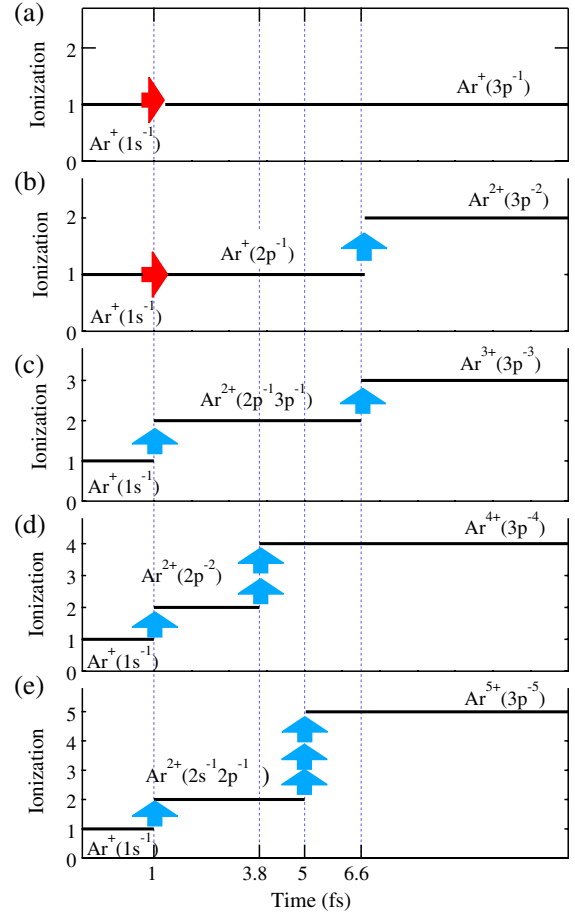 (a)
Ionization
2
1
0
Ar⁺(3p⁻¹)
Ar⁺(1s⁻¹)
(b)
Ionization
2
1
0
Ar²⁺(3p⁻²)
Ar⁺(2p⁻¹)
Ar⁺(1s⁻¹)
(c)
Ionization
3
2
1
0
Ar³⁺(3p⁻³)
Ar²⁺(2p⁻¹3p⁻¹)
Ar⁺(1s⁻¹)
(d)
Ionization
4
3
2
1
0
Ar⁴⁺(3p⁻⁴)
Ar²⁺(2p⁻²)
Ar⁺(1s⁻¹)
(e)
Ionization
5
4
3
2
1
0
Ar⁵⁺(3p⁻⁵)
Ar²⁺(2s⁻¹2p⁻¹ )
Ar⁺(1s⁻¹)
1 3.8 5 6.6
Time (fs)